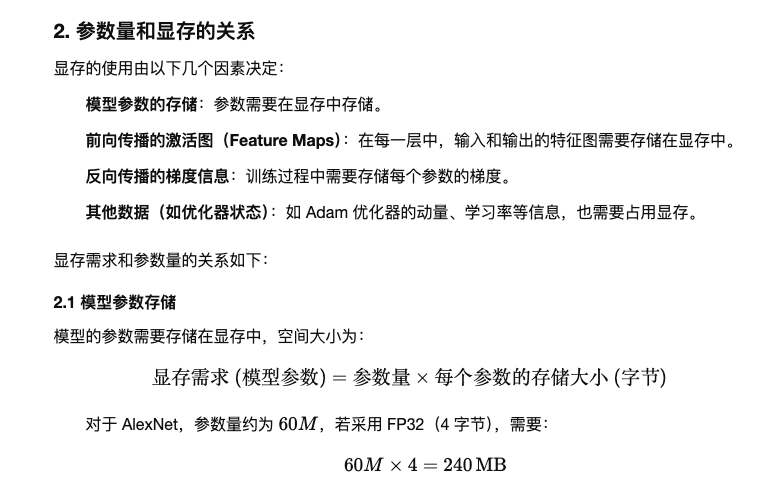 2. 参数量和显存的关系
显存的使用由以下几个因素决定：
模型参数的存储：参数需要在显存中存储。
前向传播的激活图（Feature Maps）：在每一层中，输入和输出的特征图需要存储在显存中。
反向传播的梯度信息：训练过程中需要存储每个参数的梯度。
其他数据（如优化器状态）：如 Adam 优化器的动量、学习率等信息，也需要占用显存。
显存需求和参数量的关系如下：
2.1 模型参数存储
模型的参数需要存储在显存中，空间大小为：
显存需求 (模型参数) = 参数量 × 每个参数的存储大小 (字节)
对于 AlexNet，参数量约为 60M，若采用 FP32（4 字节），需要：
60M × 4 = 240 MB